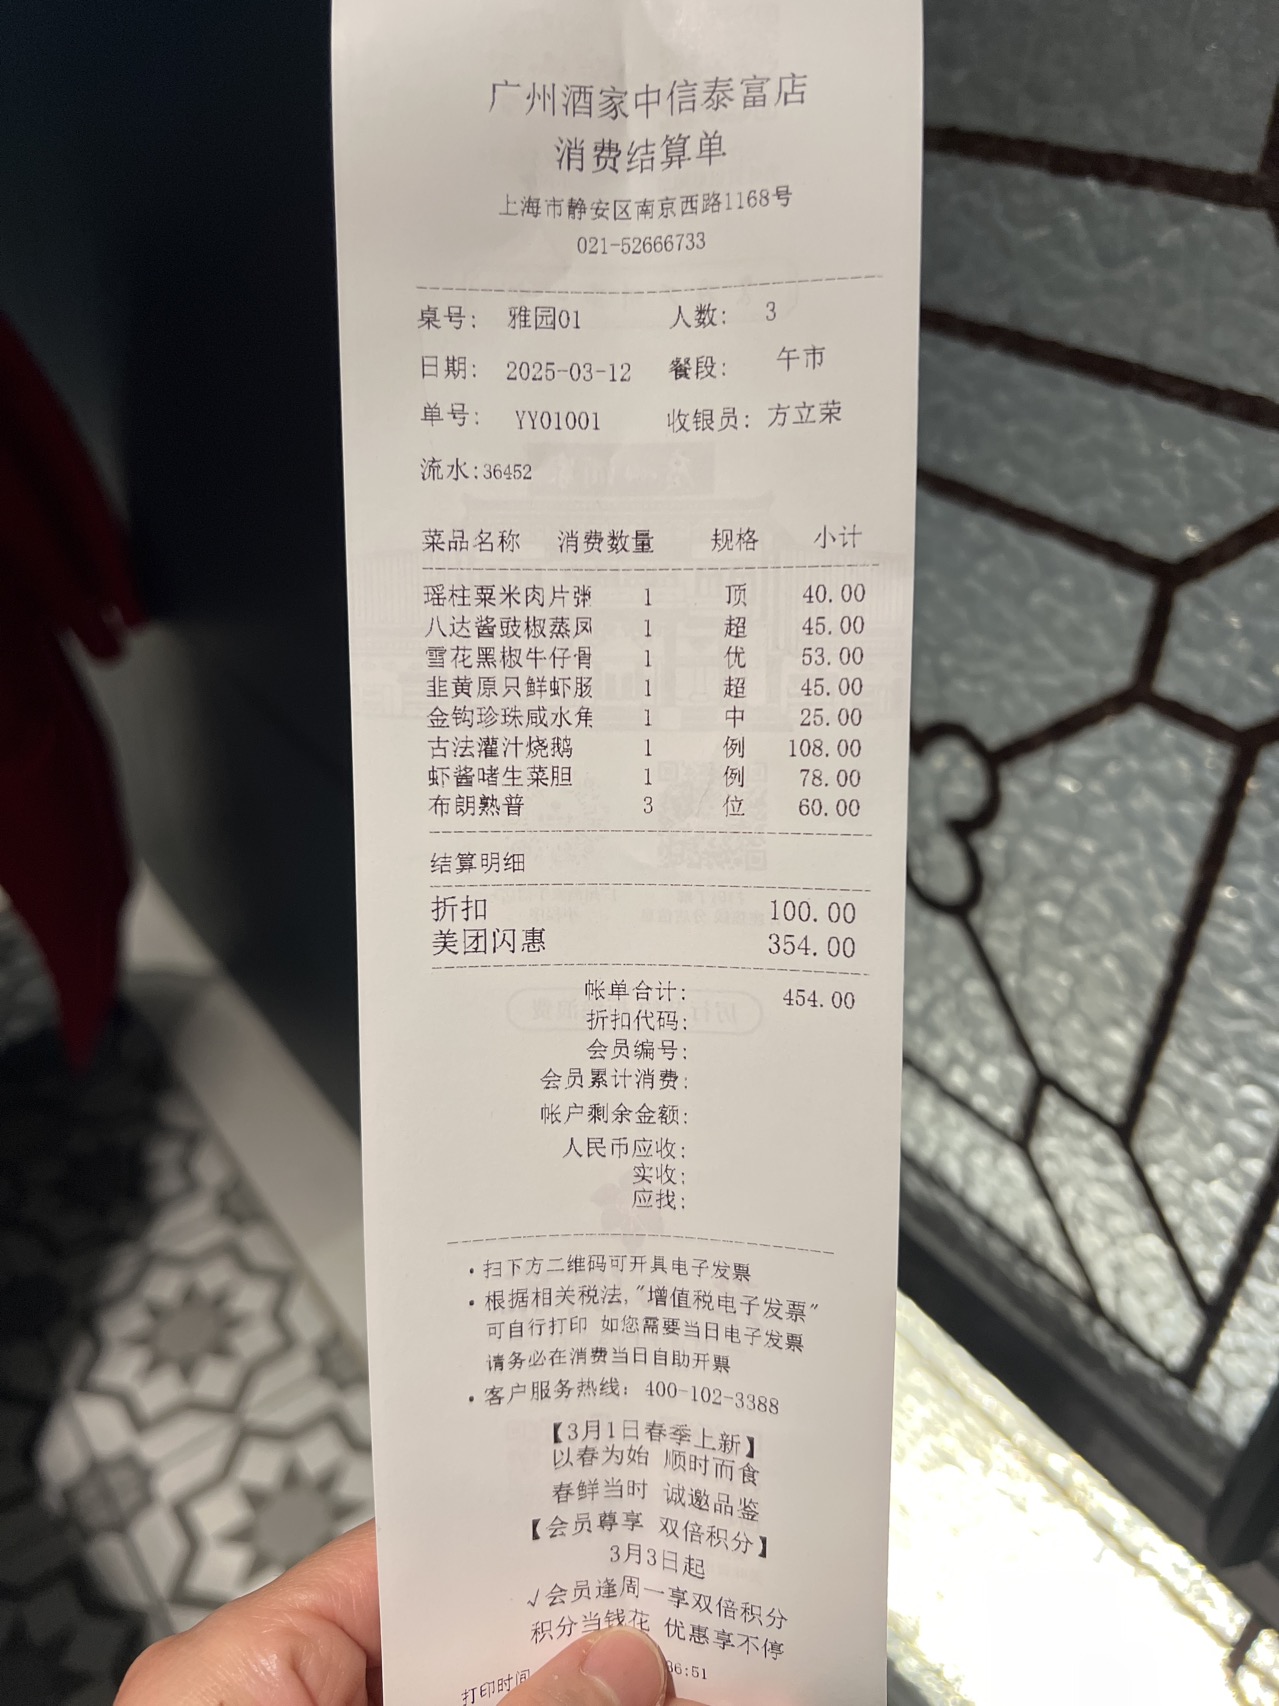 广州酒家中信泰富店
消费结算单
上海市静安区南京西路1168号
021-52666733
桌号: 雅园01 人数: 3
日期: 2025-03-12 餐段: 午市
单号: YY01001 收银员: 方立荣
流水:36452
菜品名称 消费数量 规格 小计
瑶柱粟米肉片粥 1 顶 40.00
八达酱豉椒蒸凤 1 超 45.00
雪花黑椒牛仔骨 1 优 53.00
韭黄原只鲜虾肠 1 超 45.00
金钩珍珠咸水角 1 中 25.00
古法灌汁烧鹅 1 例 108.00
虾酱啫生菜胆 1 例 78.00
布朗熟普 3 位 60.00
结算明细
折扣 100.00
美团闪惠 354.00
帐单合计: 454.00
折扣代码:
会员编号:
会员累计消费:
帐户剩余金额:
人民币应收:
实收:
应找:
·扫下方二维码可开具电子发票
·根据相关税法,"增值税电子发票"
可自行打印 如您需要当日电子发票
请务必在消费当日自助开票
·客户服务热线: 400-102-3388
【3月1日春季上新】
以春为始 顺时而食
春鲜当时 诚邀品鉴
【会员尊享 双倍积分】
3月3日起
√会员逢周一享双倍积分
积分当钱花 优惠享不停
打印时间 36:51